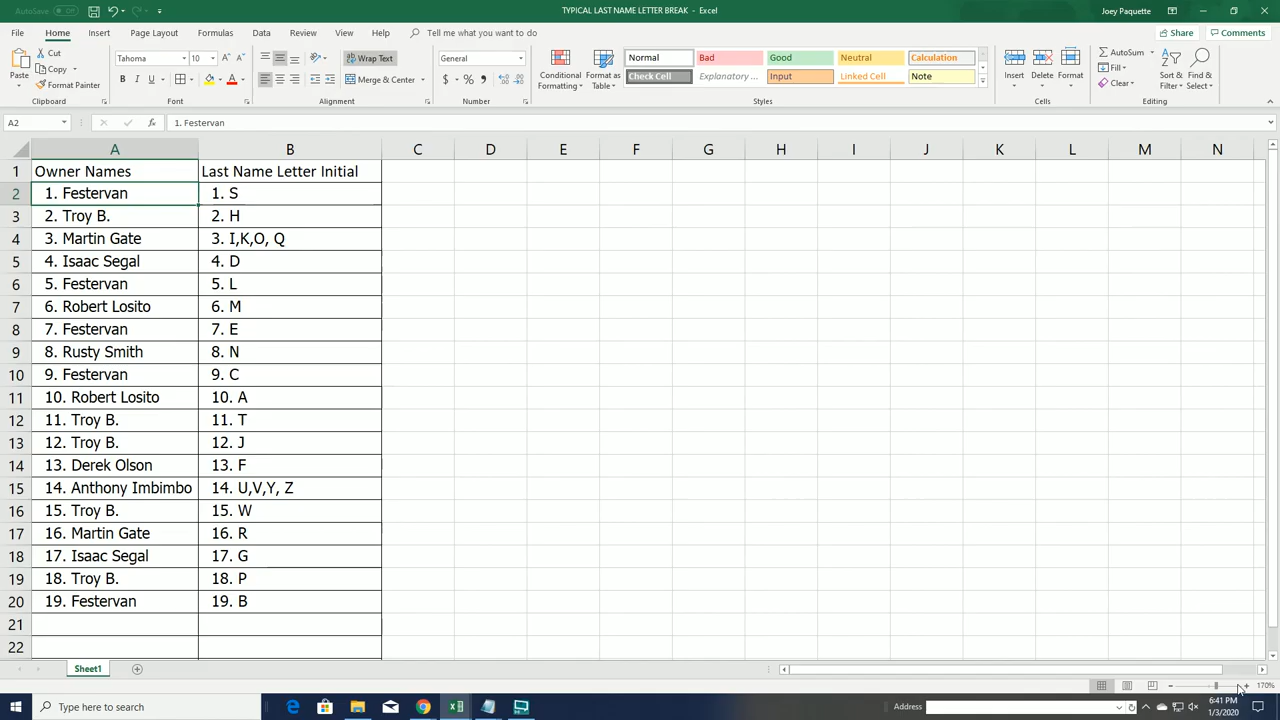 AutoSave Off TYPICAL LAST NAME LETTER BREAK - Excel Joey Paquette
File Home Insert Page Layout Formulas Data Review View Help Tell me what you want to do Share Comments
Cut
Copy
Format Painter
Paste
Clipboard
Tahoma 10
B I U
Font
Wrap Text
Merge & Center
Alignment
General
$ % ,
Number
Conditional Formatting
Format as Table
Normal Bad Good Neutral Calculation
Check Cell Explanatory ... Input Linked Cell Note
Styles
Insert Delete Format
Cells
AutoSum
Fill
Clear
Sort & Filter
Find & Select
Editing
A2 fx 1. Festervan
A B C D E F G H I J K L M N
1 Owner Names Last Name Letter Initial
2 1. Festervan 1. S
3 2. Troy B. 2. H
4 3. Martin Gate 3. I,K,O, Q
5 4. Isaac Segal 4. D
6 5. Festervan 5. L
7 6. Robert Losito 6. M
8 7. Festervan 7. E
9 8. Rusty Smith 8. N
10 9. Festervan 9. C
11 10. Robert Losito 10. A
12 11. Troy B. 11. T
13 12. Troy B. 12. J
14 13. Derek Olson 13. F
15 14. Anthony Imbimbo 14. U,V,Y, Z
16 15. Troy B. 15. W
17 16. Martin Gate 16. R
18 17. Isaac Segal 17. G
19 18. Troy B. 18. P
20 19. Festervan 19. B
21
22
Sheet1
170%
Type here to search Address 6:41 PM
1/3/2020